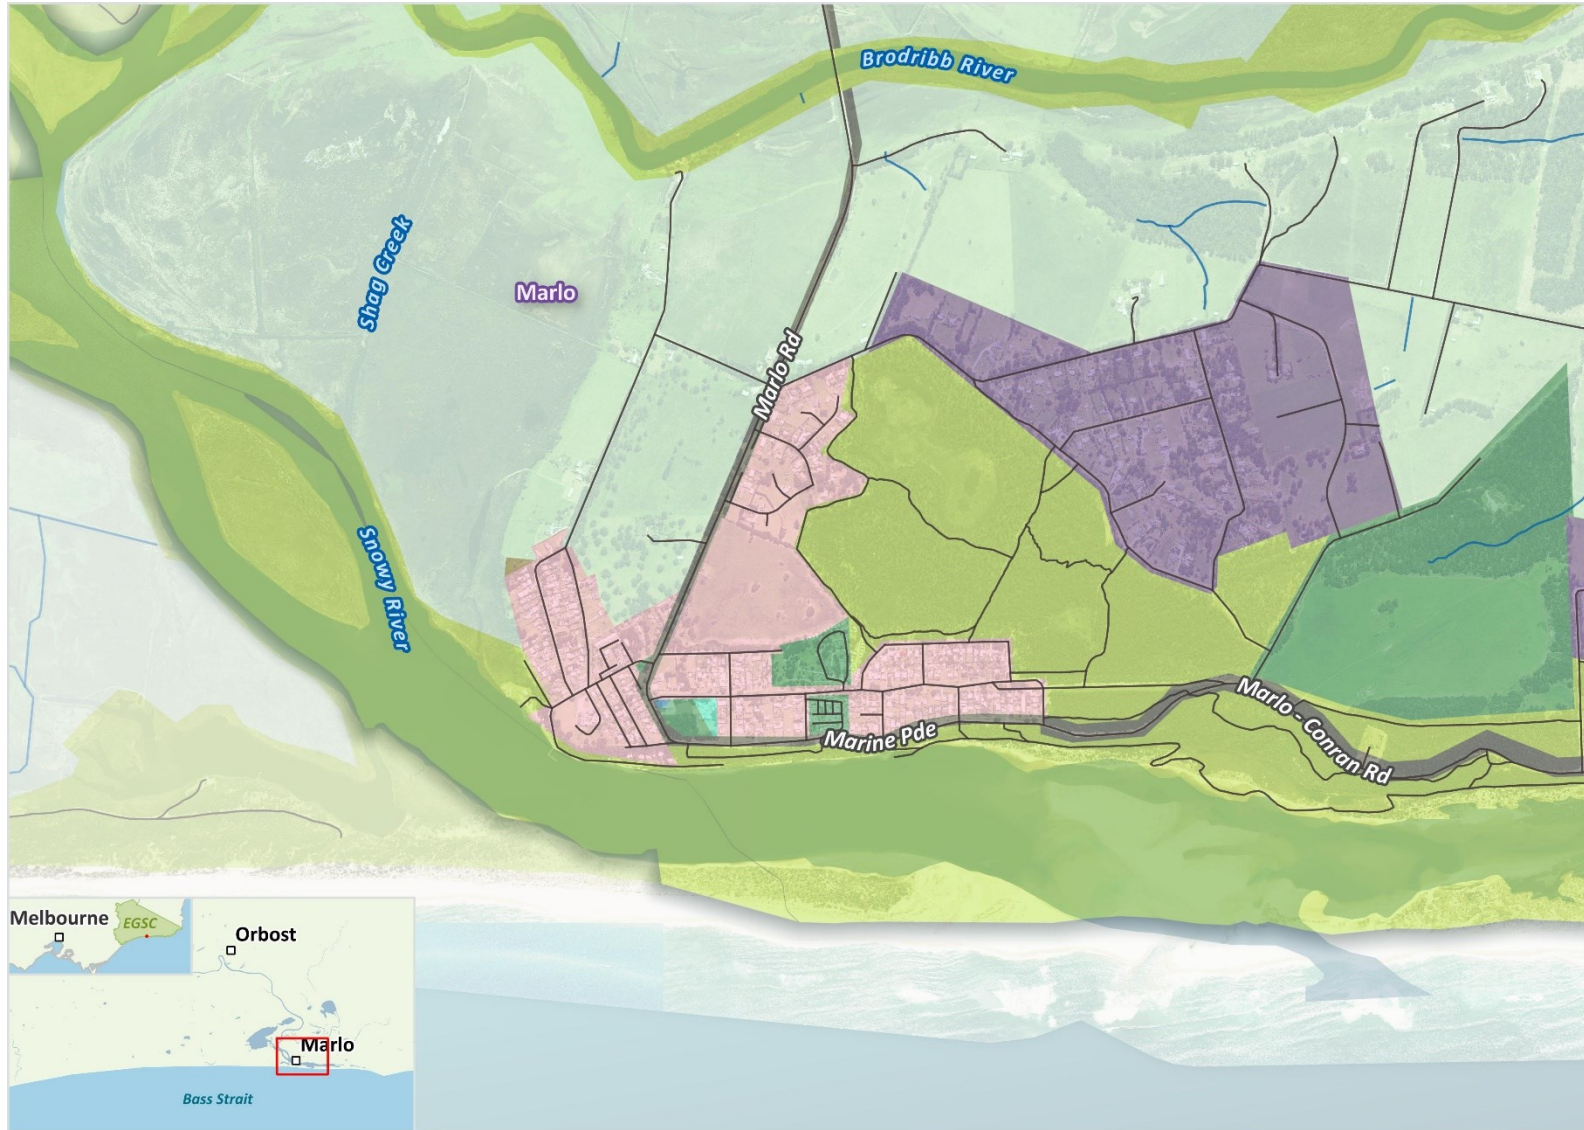 Brodribb River
Shag Creek
Marlo
Marlo Rd
Snowy River
Marine Pde
Marlo - Conran Rd
Melbourne
EGSC
Orbost
Marlo
Bass Strait